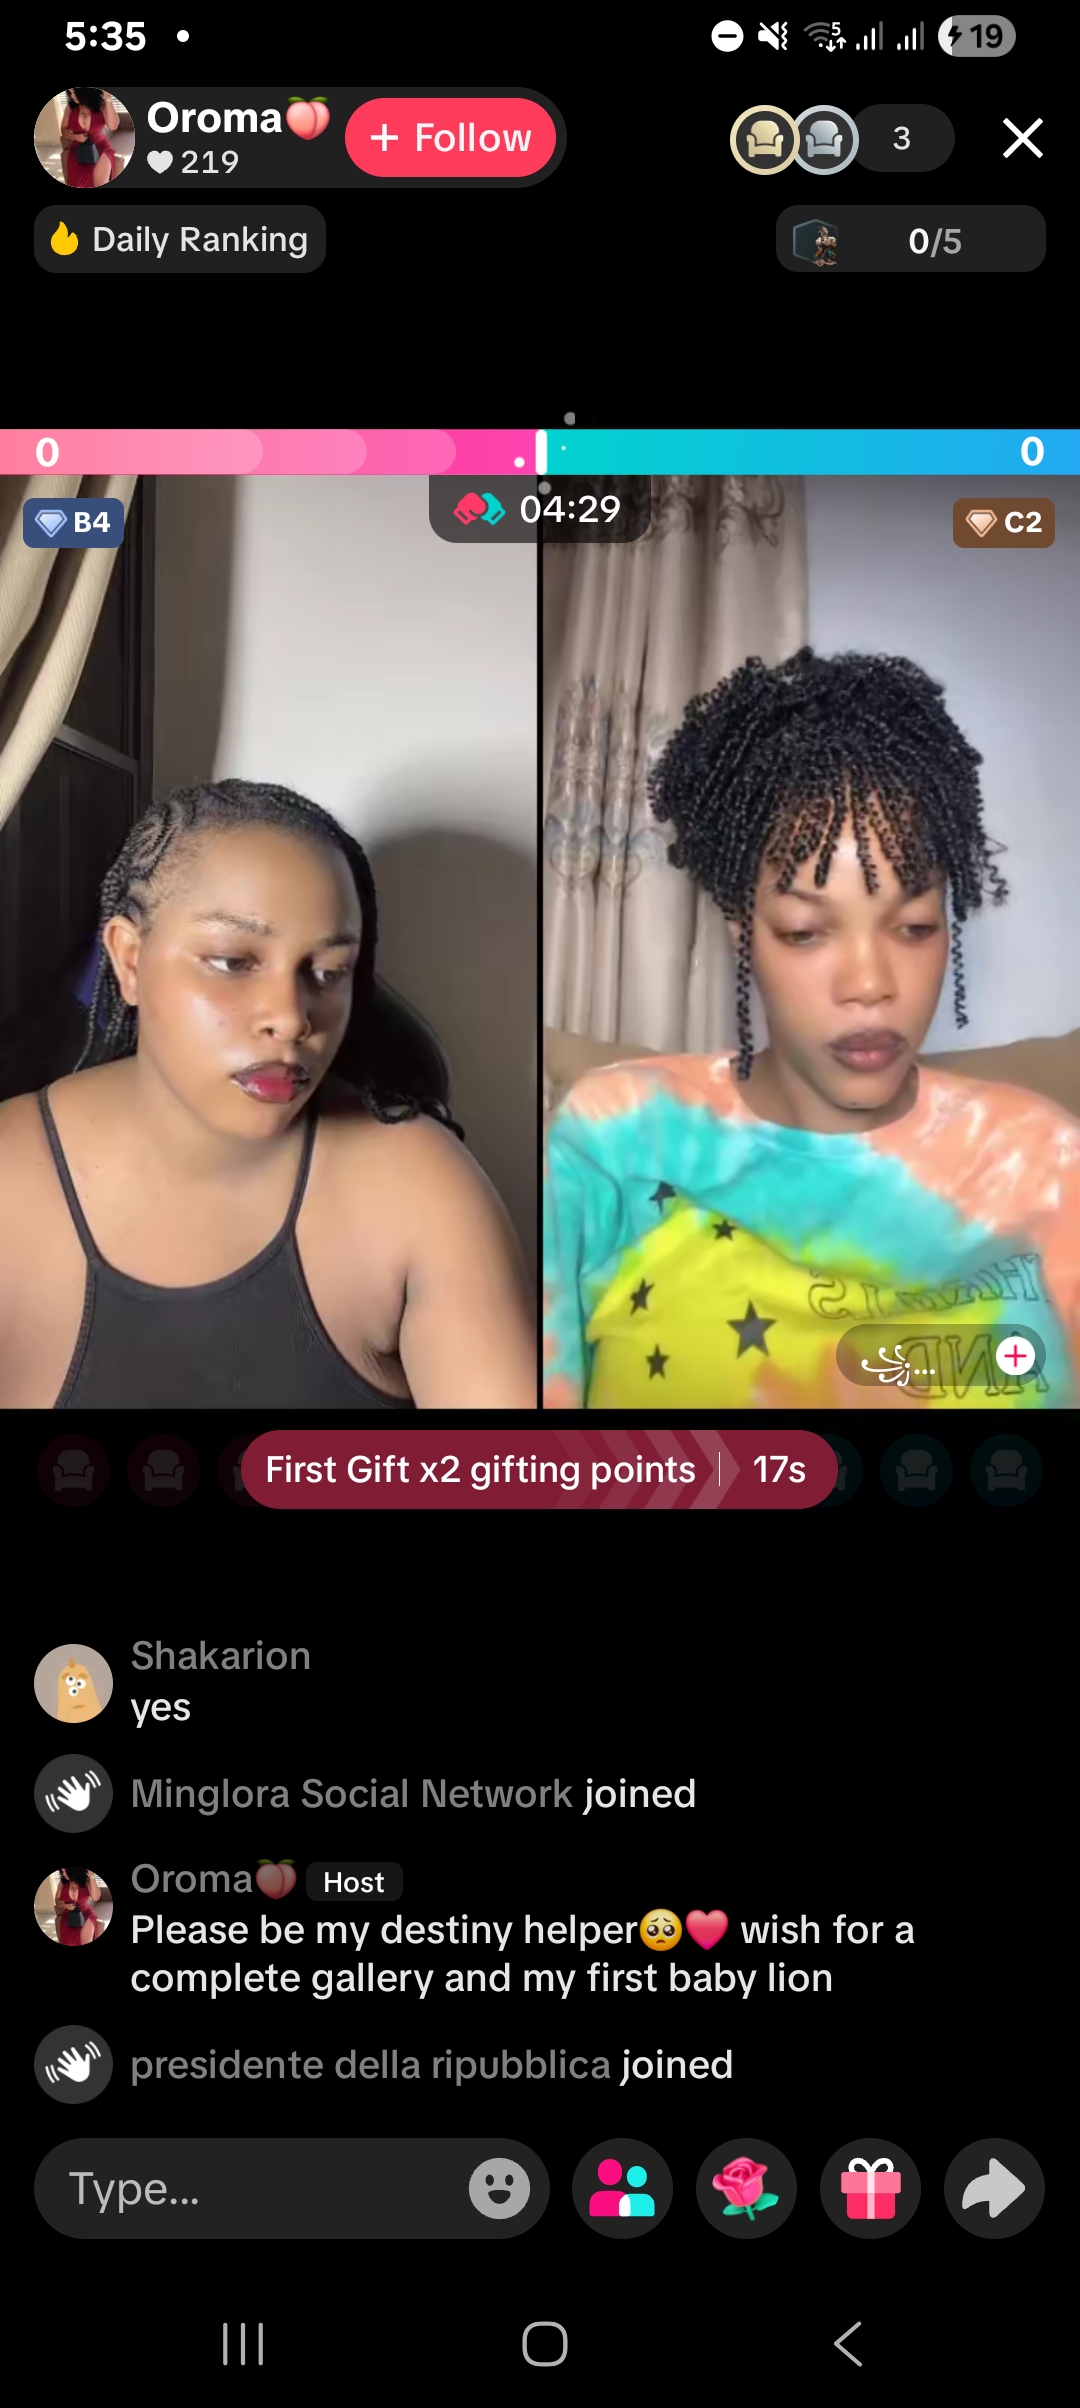 5:35
5
19
Oroma🍑
219
+ Follow
3
Daily Ranking
0/5
0
0
B4
04:29
C2
AND
...
First Gift x2 gifting points
17s
Shakarion
yes
Minglora Social Network joined
Oroma🍑 Host
Please be my destiny helper🥺❤️ wish for a
complete gallery and my first baby lion
presidente della ripubblica joined
Type...